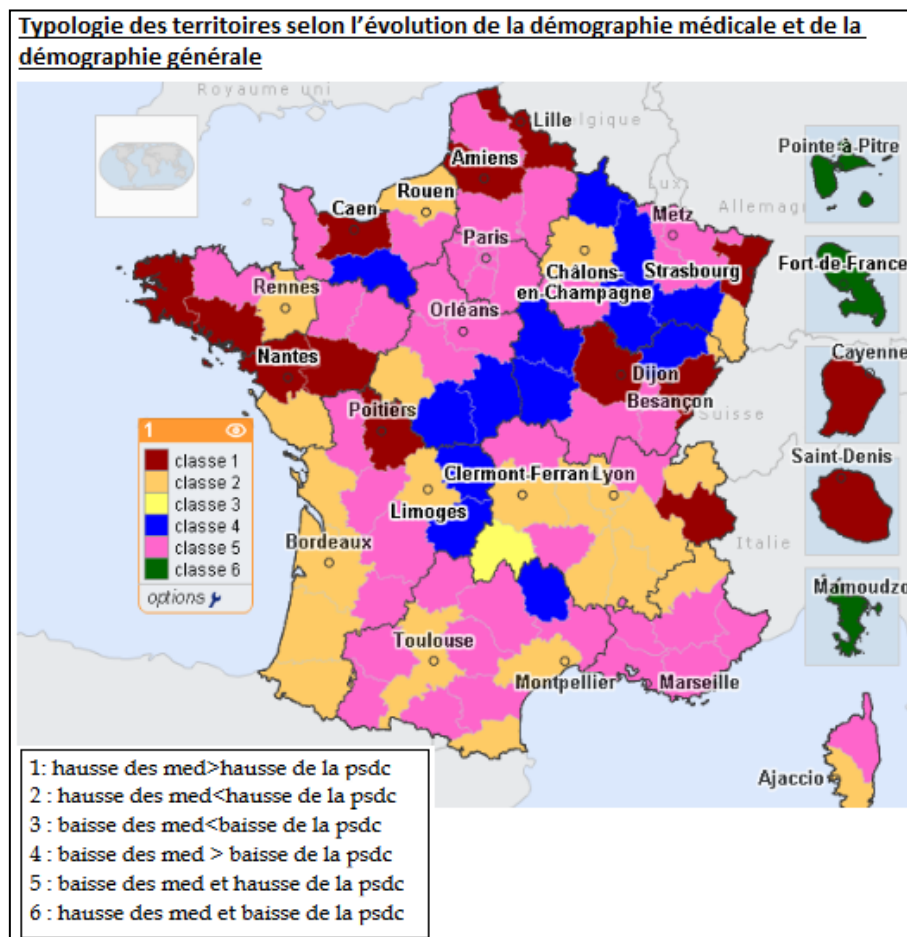 Typologie des territoires selon l’évolution de la démographie médicale et de la
démographie générale
Royaume uni
Lille
Belgique
Amiens
Pointe-à-Pitre
Rouen
Lux.
Caen
Metz
Allemagn
Paris
Fort-de-France
Châlons-
en-Champagne
Strasbourg
Rennes
Orléans
Cayenne
Nantes
Dijon
Besançon
Suisse
Poitiers
1
classe 1
classe 2
classe 3
classe 4
classe 5
classe 6
options
Saint-Denis
Clermont-Ferran
Lyon
Limoges
Italie
Bordeaux
Mamoudzo
Toulouse
Montpellier
Marseille
Ajaccio
1: hausse des med>hausse de la psdc
2 : hausse des med<hausse de la psdc
3 : baisse des med<baisse de la psdc
4 : baisse des med > baisse de la psdc
5 : baisse des med et hausse de la psdc
6 : hausse des med et baisse de la psdc